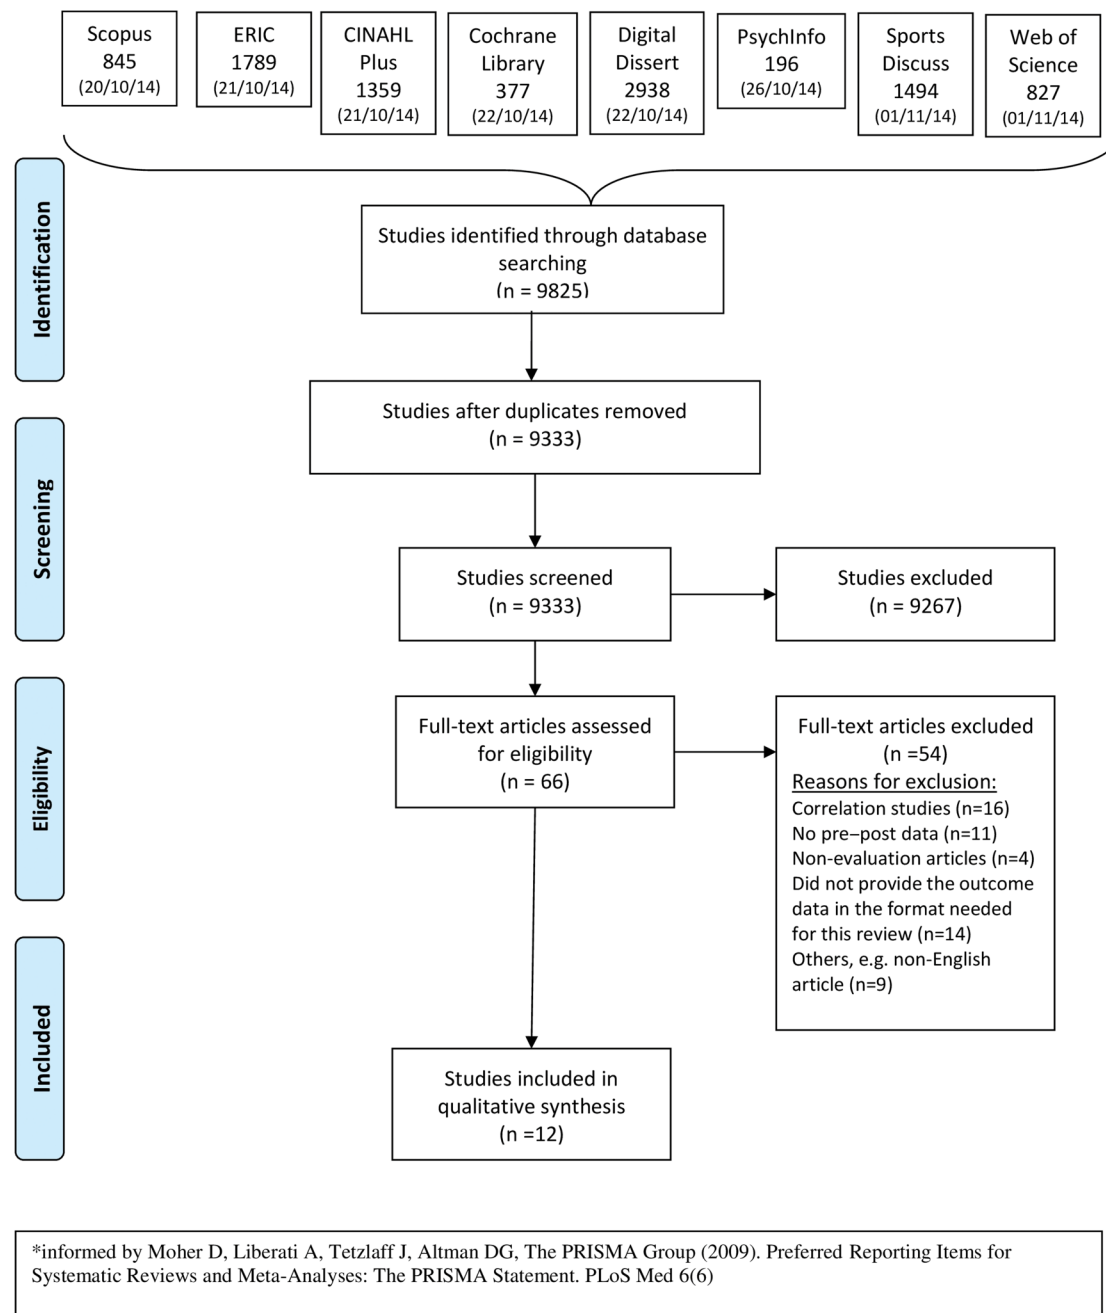 Scopus
845
(20/10/14)
ERIC
1789
(21/10/14)
CINAHL
Plus
1359
(21/10/14)
Cochrane
Library
377
(22/10/14)
Digital
Dissert
2938
(22/10/14)
PsychInfo
196
(26/10/14)
Sports
Discuss
1494
(01/11/14)
Web of
Science
827
(01/11/14)
Identification
Studies identified through database
searching
(n = 9825)
Studies after duplicates removed
(n = 9333)
Screening
Studies screened
(n = 9333)
Studies excluded
(n = 9267)
Eligibility
Full-text articles assessed
for eligibility
(n = 66)
Full-text articles excluded
(n =54)
Reasons for exclusion:
Correlation studies (n=16)
No pre–post data (n=11)
Non-evaluation articles (n=4)
Did not provide the outcome
data in the format needed
for this review (n=14)
Others, e.g. non-English
article (n=9)
Included
Studies included in
qualitative synthesis
(n =12)
*informed by Moher D, Liberati A, Tetzlaff J, Altman DG, The PRISMA Group (2009). Preferred Reporting Items for
Systematic Reviews and Meta-Analyses: The PRISMA Statement. PLoS Med 6(6)